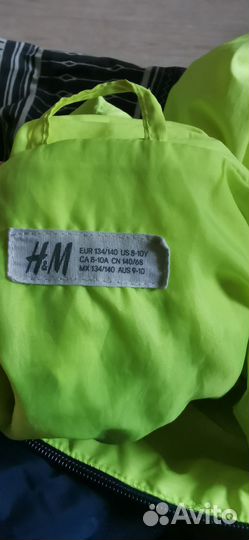 H&M
EUR 134/140 US 8-10Y
CA 8-10A CN 140/68
MX 134/140 AUS 9-10
Avito